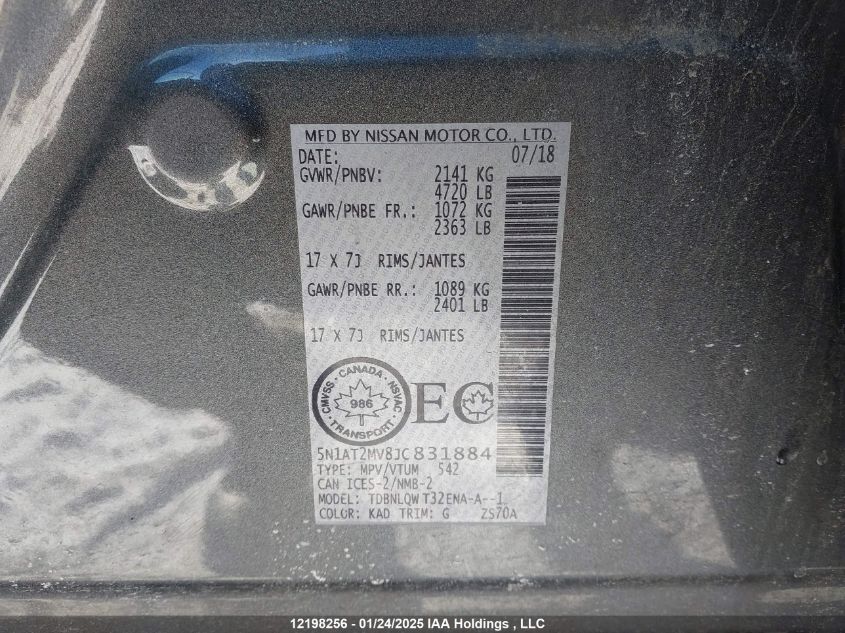 MFD BY NISSAN MOTOR CO., LTD.
DATE: 07/18
GVWR/PNBV: 2141 KG
4720 LB
GAWR/PNBE FR.: 1072 KG
2363 LB
17 X 7J RIMS/JANTES
GAWR/PNBE RR.: 1089 KG
2401 LB
17 X 7J RIMS/JANTES
CMVSS · CANADA · NSVAC · TRANSPORT
986
EC
5N1AT2MV8JC831884
TYPE: MPV/VTUM 542
CAN ICES-2/NMB-2
MODEL: TDBNLQW T32ENA-A--1
COLOR: KAD TRIM: G ZS70A
12198256 - 01/24/2025 IAA Holdings , LLC